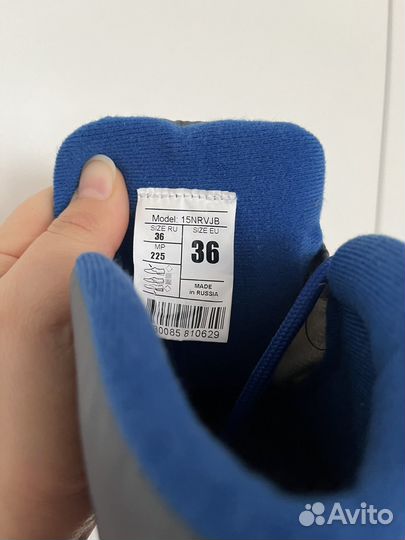 Model: 15NRVJB
SIZE RU SIZE EU
36 36
MP
225
MADE
in RUSSIA
0085 810629
Avito